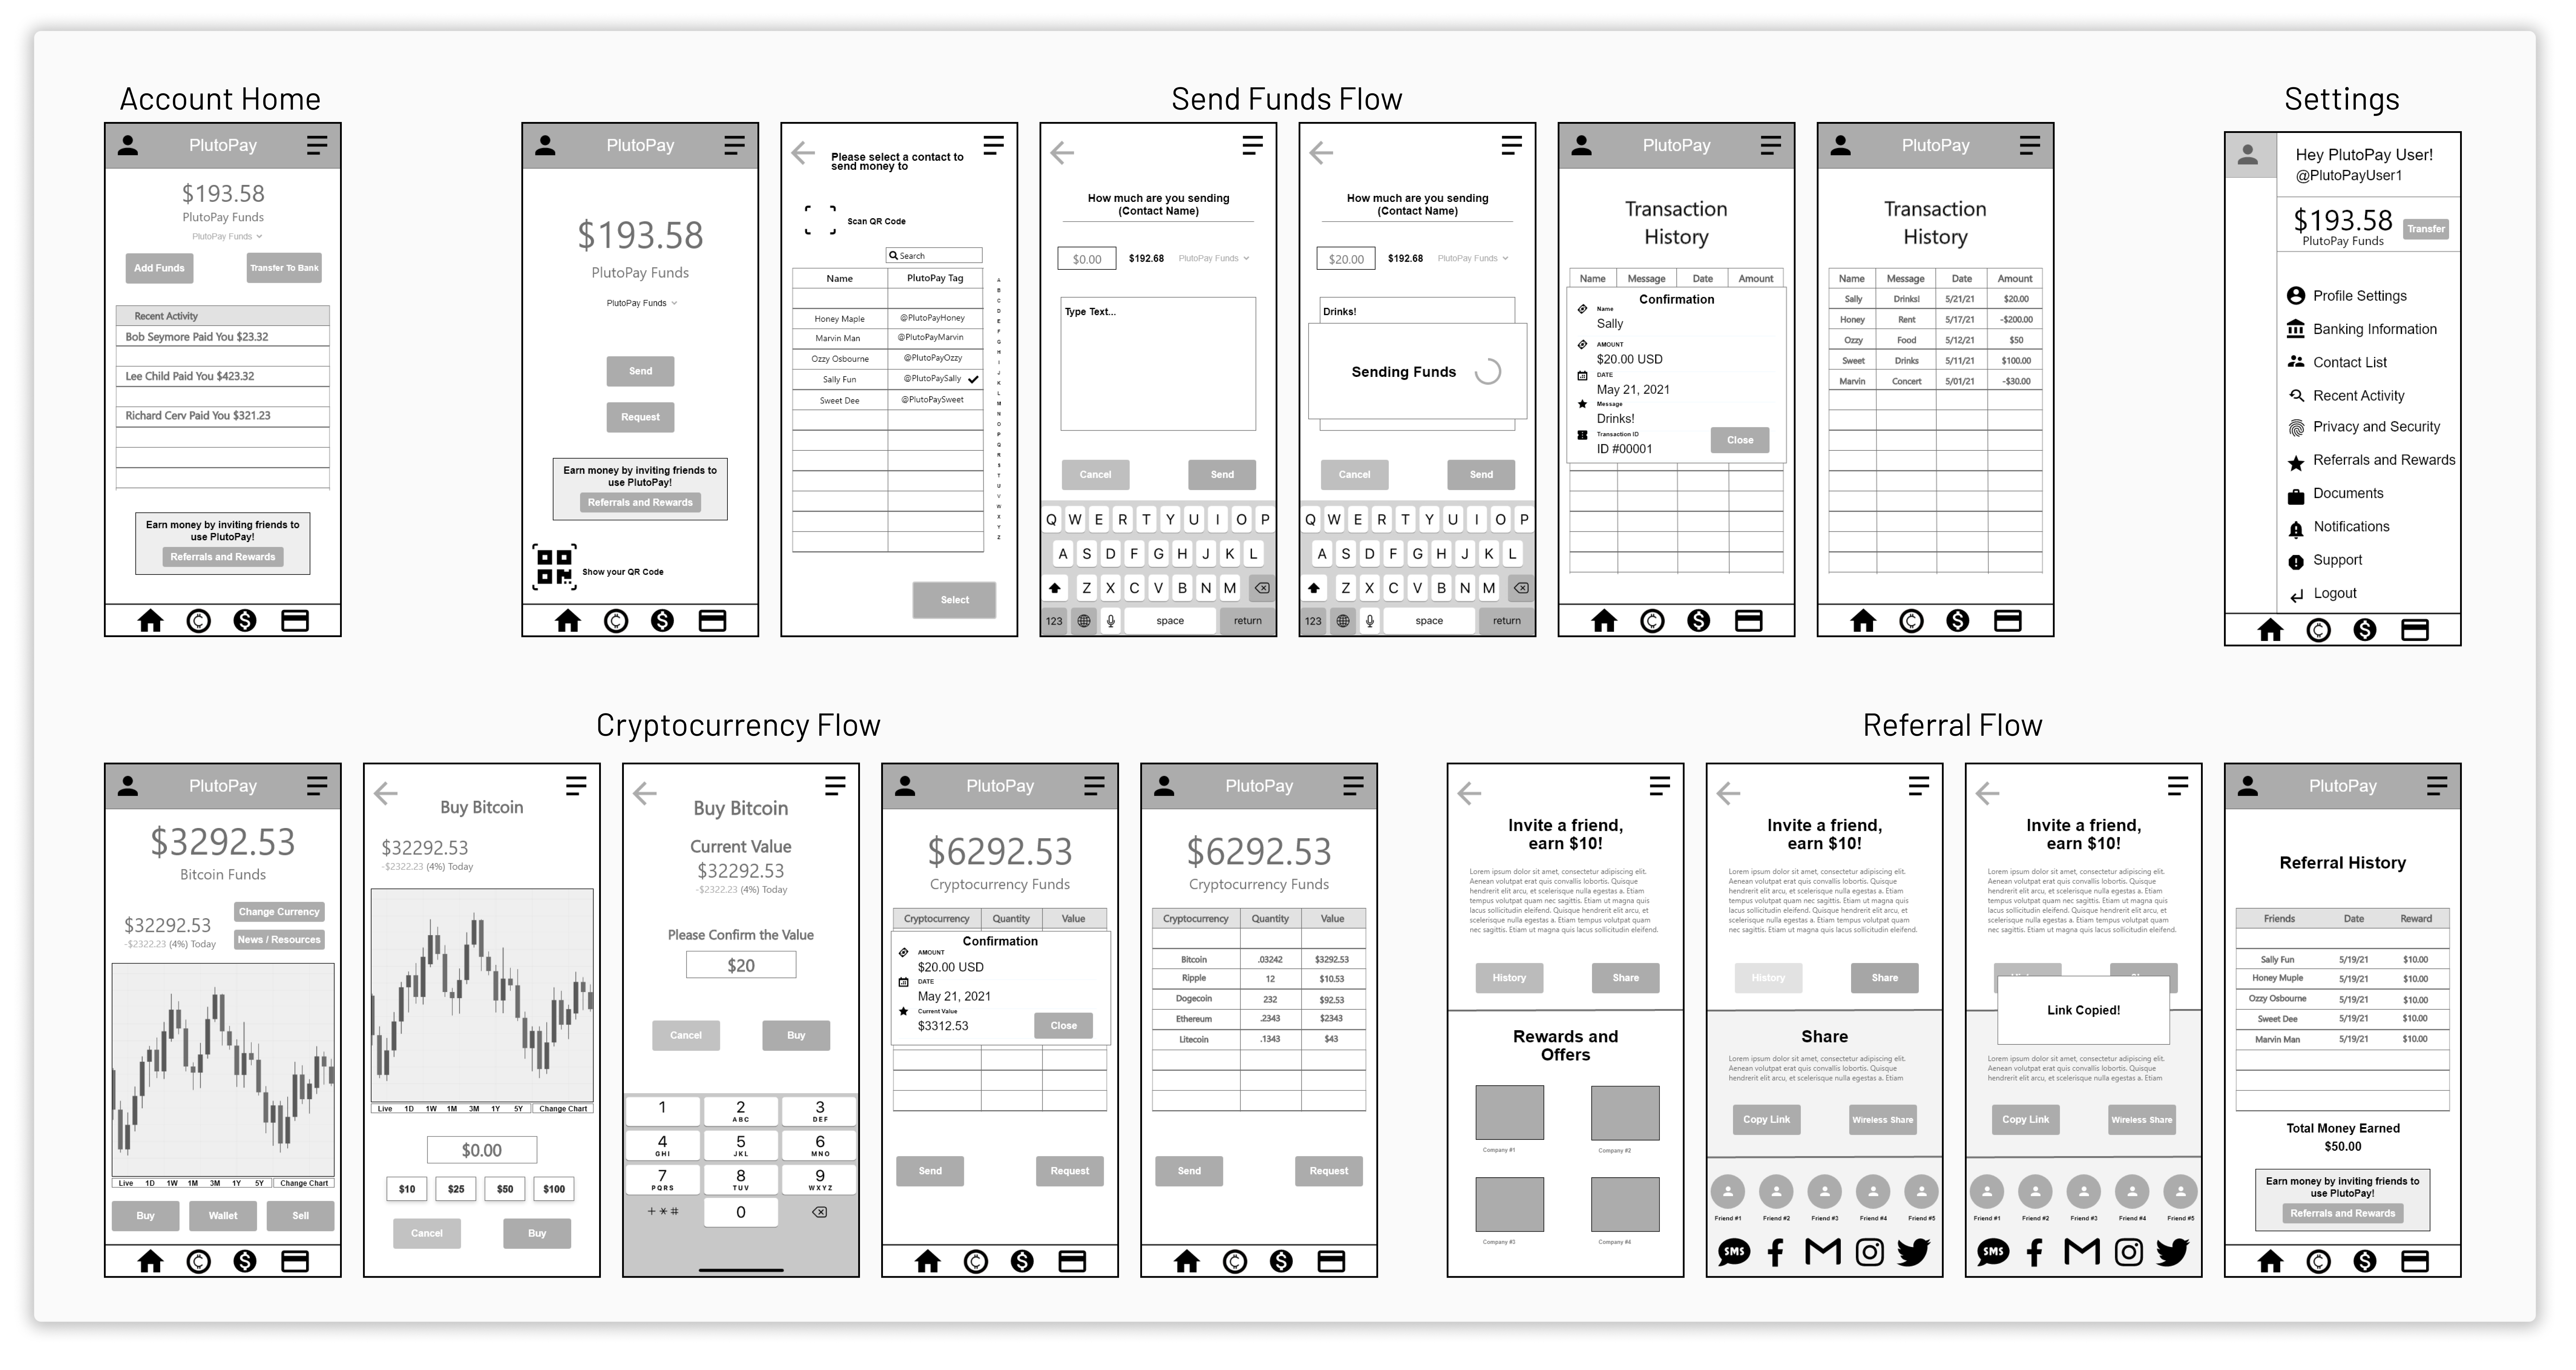 Account Home
PlutoPay
$193.58
PlutoPay Funds
PlutoPay Funds
Add Funds
Transfer To Bank
Recent Activity
Bob Seymore Paid You $23.32
Lee Child Paid You $423.32
Richard Cerv Paid You $321.23
Earn money by inviting friends to
use PlutoPay!
Referrals and Rewards
Send Funds Flow
PlutoPay
$193.58
PlutoPay Funds
PlutoPay Funds
Send
Request
Earn money by inviting friends to
use PlutoPay!
Referrals and Rewards
Show your QR Code
Please select a contact to
send money to
Scan QR Code
Search
Name PlutoPay Tag
Honey Maple @PlutoPayHoney
Marvin Man @PlutoPayMarvin
Ozzy Osbourne @PlutoPayOzzy
Sally Fun @PlutoPaySally
Sweet Dee @PlutoPaySweet
A
B
C
D
E
F
G
H
I
J
K
L
M
N
O
P
Q
R
S
T
U
V
W
X
Y
Z
Select
How much are you sending
(Contact Name)
$0.00 $192.68 PlutoPay Funds
Type Text...
Cancel Send
Q W E R T Y U I O P
A S D F G H J K L
Z X C V B N M
123 space return
How much are you sending
(Contact Name)
$20.00 $192.68 PlutoPay Funds
Drinks!
Sending Funds
Cancel Send
Q W E R T Y U I O P
A S D F G H J K L
Z X C V B N M
123 space return
PlutoPay
Transaction
History
Name Message Date Amount
Confirmation
Name
Sally
AMOUNT
$20.00 USD
DATE
May 21, 2021
Message
Drinks!
Transaction ID
ID #00001
Close
PlutoPay
Transaction
History
Name Message Date Amount
Sally Drinks! 5/21/21 $20.00
Honey Rent 5/17/21 -$200.00
Ozzy Food 5/12/21 $50
Sweet Drinks 5/11/21 $100.00
Marvin Concert 5/01/21 -$30.00
Settings
Hey PlutoPay User!
@PlutoPayUser1
$193.58
PlutoPay Funds
Transfer
Profile Settings
Banking Information
Contact List
Recent Activity
Privacy and Security
Referrals and Rewards
Documents
Notifications
Support
Logout
Cryptocurrency Flow
PlutoPay
$3292.53
Bitcoin Funds
$32292.53
-$2322.23 (4%) Today
Change Currency
News / Resources
Live 1D 1W 1M 3M 1Y 5Y Change Chart
Buy Wallet Sell
Buy Bitcoin
$32292.53
-$2322.23 (4%) Today
Live 1D 1W 1M 3M 1Y 5Y Change Chart
$0.00
$10 $25 $50 $100
Cancel Buy
Buy Bitcoin
Current Value
$32292.53
-$2322.23 (4%) Today
Please Confirm the Value
$20
Cancel Buy
1 2 ABC 3 DEF
4 GHI 5 JKL 6 MNO
7 PQRS 8 TUV 9 WXYZ
+*# 0
PlutoPay
$6292.53
Cryptocurrency Funds
Cryptocurrency Quantity Value
Confirmation
AMOUNT
$20.00 USD
DATE
May 21, 2021
Current Value
$3312.53
Close
Send Request
PlutoPay
$6292.53
Cryptocurrency Funds
Cryptocurrency Quantity Value
Bitcoin .03242 $3292.53
Ripple 12 $10.53
Dogecoin 232 $92.53
Ethereum .2343 $2343
Litecoin .1343 $43
Send Request
Referral Flow
Invite a friend,
earn $10!
Lorem ipsum dolor sit amet, consectetur adipiscing elit.
Aenean volutpat erat quis convallis lobortis. Quisque
hendrerit elit arcu, et scelerisque nulla egestas a. Etiam
tempus volutpat quam nec sagittis. Etiam ut magna quis
lacus sollicitudin eleifend. Quisque hendrerit elit arcu, et
scelerisque nulla egestas a. Etiam tempus volutpat quam
nec sagittis. Etiam ut magna quis lacus sollicitudin eleifend.
History Share
Rewards and
Offers
Company #1 Company #2
Company #3 Company #4
Invite a friend,
earn $10!
Lorem ipsum dolor sit amet, consectetur adipiscing elit.
Aenean volutpat erat quis convallis lobortis. Quisque
hendrerit elit arcu, et scelerisque nulla egestas a. Etiam
tempus volutpat quam nec sagittis. Etiam ut magna quis
lacus sollicitudin eleifend. Quisque hendrerit elit arcu, et
scelerisque nulla egestas a. Etiam tempus volutpat quam
nec sagittis. Etiam ut magna quis lacus sollicitudin eleifend.
History Share
Share
Lorem ipsum dolor sit amet, consectetur adipiscing elit.
Aenean volutpat erat quis convallis lobortis. Quisque
hendrerit elit arcu, et scelerisque nulla egestas a. Etiam
Copy Link Wireless Share
Friend #1 Friend #2 Friend #3 Friend #4 Friend #5
SMS
Invite a friend,
earn $10!
Lorem ipsum dolor sit amet, consectetur adipiscing elit.
Aenean volutpat erat quis convallis lobortis. Quisque
hendrerit elit arcu, et scelerisque nulla egestas a. Etiam
tempus volutpat quam nec sagittis. Etiam ut magna quis
lacus sollicitudin eleifend. Quisque hendrerit elit arcu, et
scelerisque nulla egestas a. Etiam tempus volutpat quam
nec sagittis. Etiam ut magna quis lacus sollicitudin eleifend.
Link Copied!
Lorem ipsum dolor sit amet, consectetur adipiscing elit.
Aenean volutpat erat quis convallis lobortis. Quisque
hendrerit elit arcu, et scelerisque nulla egestas a. Etiam
Copy Link Wireless Share
Friend #1 Friend #2 Friend #3 Friend #4 Friend #5
SMS
PlutoPay
Referral History
Friends Date Reward
Sally Fun 5/19/21 $10.00
Honey Muple 5/19/21 $10.00
Ozzy Osbourne 5/19/21 $10.00
Sweet Dee 5/19/21 $10.00
Marvin Man 5/19/21 $10.00
Total Money Earned
$50.00
Earn money by inviting friends to
use PlutoPay!
Referrals and Rewards